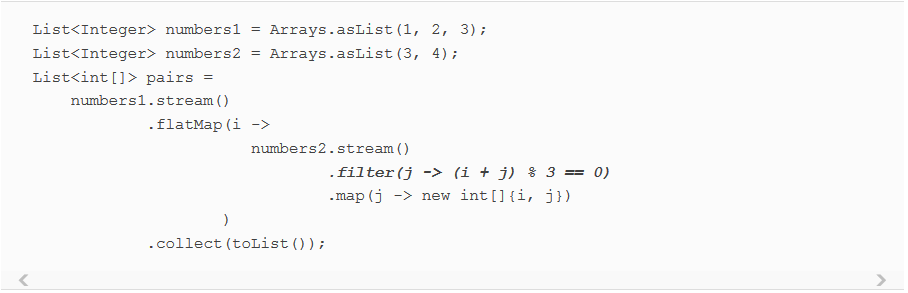 List<Integer> numbers1 = Arrays.asList(1, 2, 3);
List<Integer> numbers2 = Arrays.asList(3, 4);
List<int[]> pairs =
    numbers1.stream()
            .flatMap(i ->
                       numbers2.stream()
                               .filter(j -> (i + j) % 3 == 0)
                               .map(j -> new int[]{i, j})
                    )
            .collect(toList());